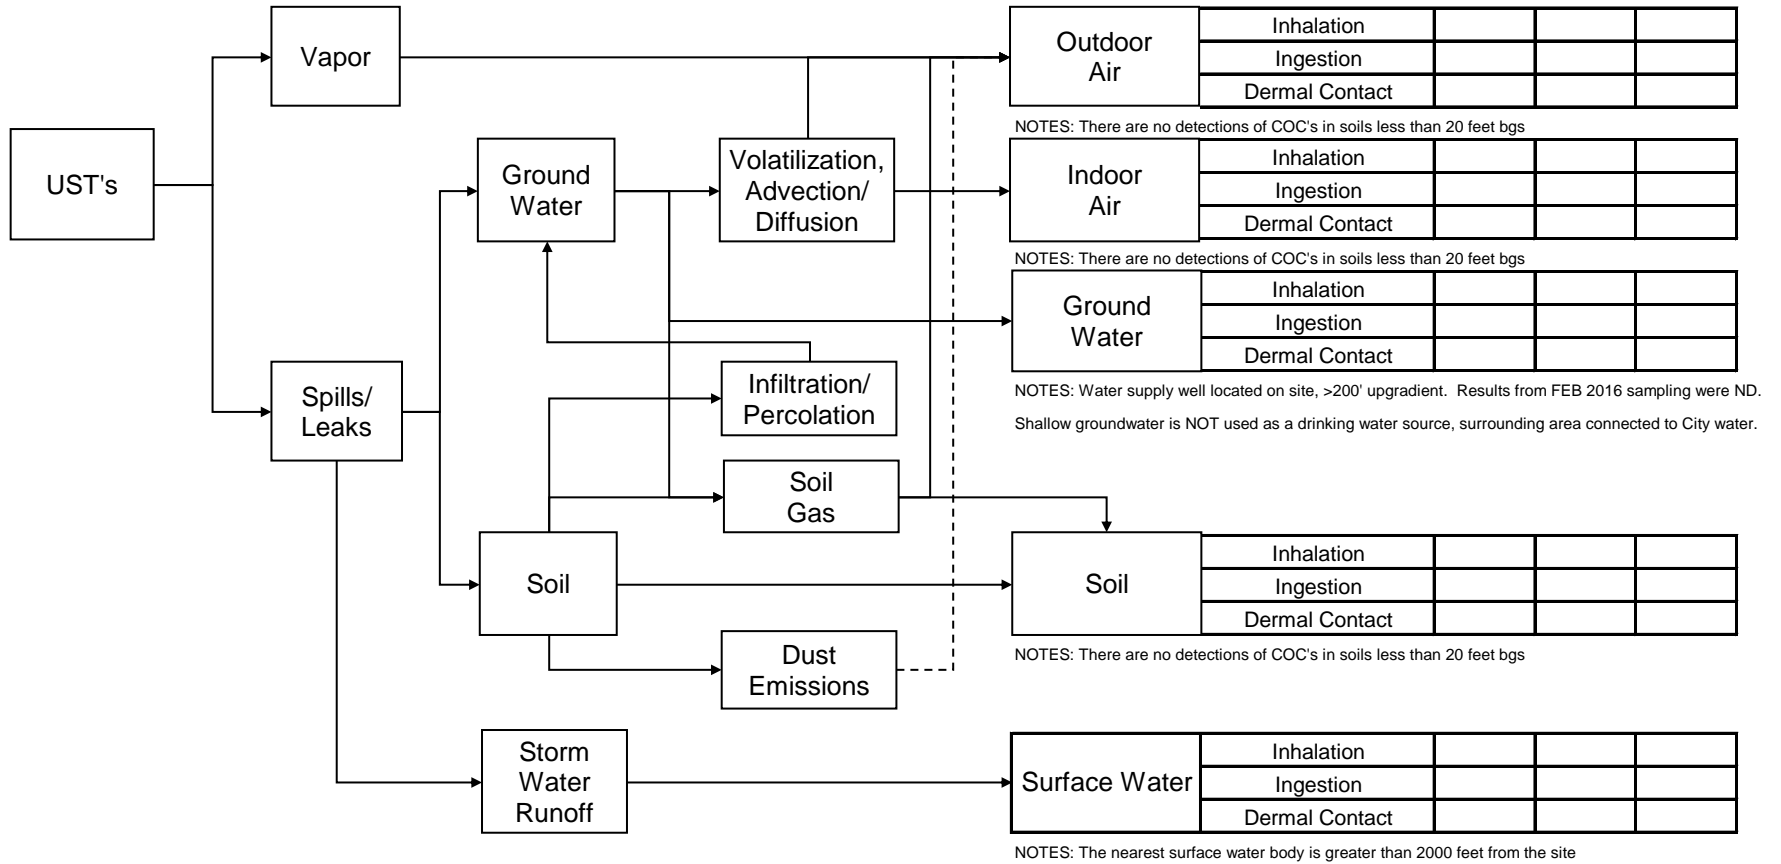 Vapor
UST's
Spills/
Leaks
Ground
Water
Soil
Storm
Water
Runoff
Volatilization,
Advection/
Diffusion
Infiltration/
Percolation
Soil
Gas
Dust
Emissions
Outdoor
Air
Inhalation
Ingestion
Dermal Contact
NOTES: There are no detections of COC's in soils less than 20 feet bgs
Indoor
Air
Inhalation
Ingestion
Dermal Contact
NOTES: There are no detections of COC's in soils less than 20 feet bgs
Ground
Water
Inhalation
Ingestion
Dermal Contact
NOTES: Water supply well located on site, >200' upgradient.  Results from FEB 2016 sampling were ND.
Shallow groundwater is NOT used as a drinking water source, surrounding area connected to City water.
Soil
Inhalation
Ingestion
Dermal Contact
NOTES: There are no detections of COC's in soils less than 20 feet bgs
Surface Water
Inhalation
Ingestion
Dermal Contact
NOTES: The nearest surface water body is greater than 2000 feet from the site